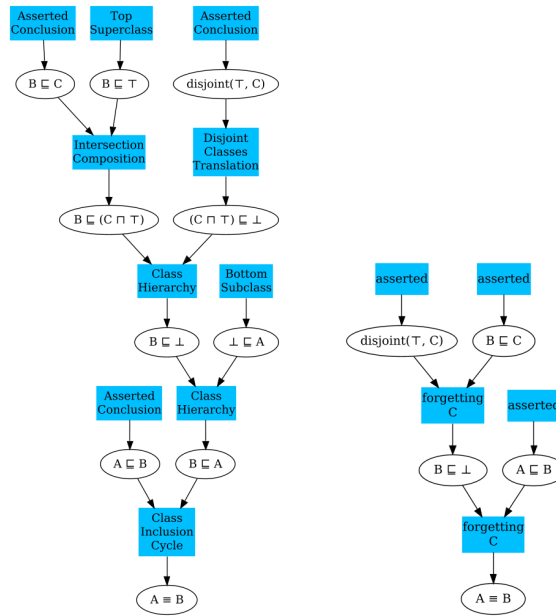 Asserted
Conclusion
Top
Superclass
Asserted
Conclusion
B ⊑ C
B ⊑ ⊤
disjoint(⊤, C)
Intersection
Composition
Disjoint
Classes
Translation
B ⊑ (C ⊓ ⊤)
(C ⊓ ⊤) ⊑ ⊥
Class
Hierarchy
Bottom
Subclass
B ⊑ ⊥
⊥ ⊑ A
Asserted
Conclusion
Class
Hierarchy
A ⊑ B
B ⊑ A
Class
Inclusion
Cycle
A ≡ B
asserted
asserted
disjoint(⊤, C)
B ⊑ C
forgetting
C
asserted
B ⊑ ⊥
A ⊑ B
forgetting
C
A ≡ B